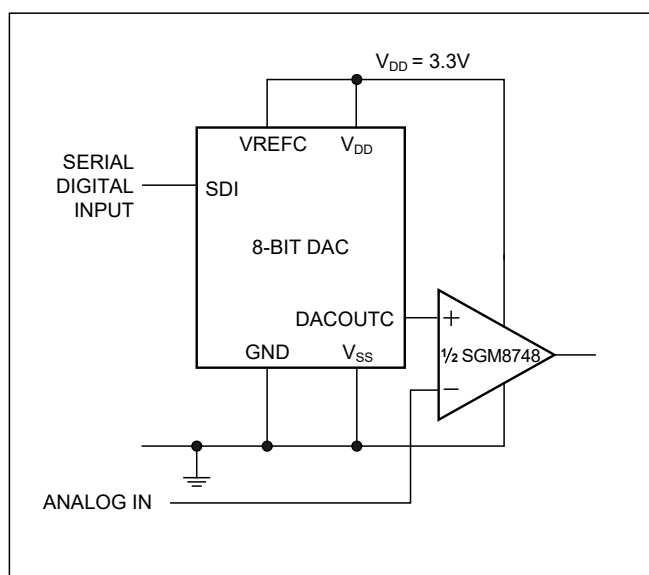 V_DD = 3.3V
VREFC V_DD
SERIAL
DIGITAL
INPUT
SDI
8-BIT DAC
DACOUTC
+
½ SGM8748
−
GND V_SS
ANALOG IN